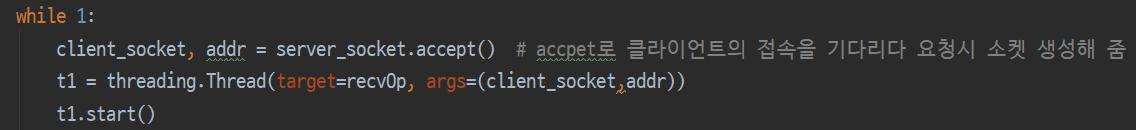 while 1:
    client_socket, addr = server_socket.accept()  # accpet로 클라이언트의 접속을 기다리다 요청시 소켓 생성해 줌
    t1 = threading.Thread(target=recvOp, args=(client_socket,addr))
    t1.start()